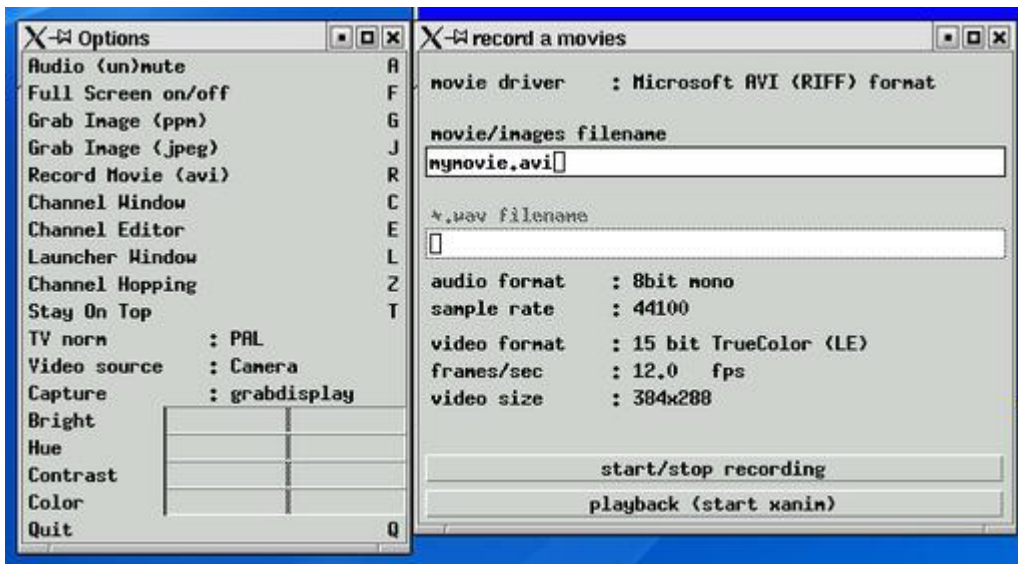 Options
Audio (un)mute A
Full Screen on/off F
Grab Image (ppm) G
Grab Image (jpeg) J
Record Movie (avi) R
Channel Window C
Channel Editor E
Launcher Window L
Channel Hopping Z
Stay On Top T
TV norm : PAL
Video source : Camera
Capture : grabdisplay
Bright
Hue
Contrast
Color
Quit Q
record a movies
movie driver : Microsoft AVI (RIFF) format
movie/images filename
mymovie.avi
*.wav filename
audio format : 8bit mono
sample rate : 44100
video format : 15 bit TrueColor (LE)
frames/sec : 12.0 fps
video size : 384x288
start/stop recording
playback (start xanim)